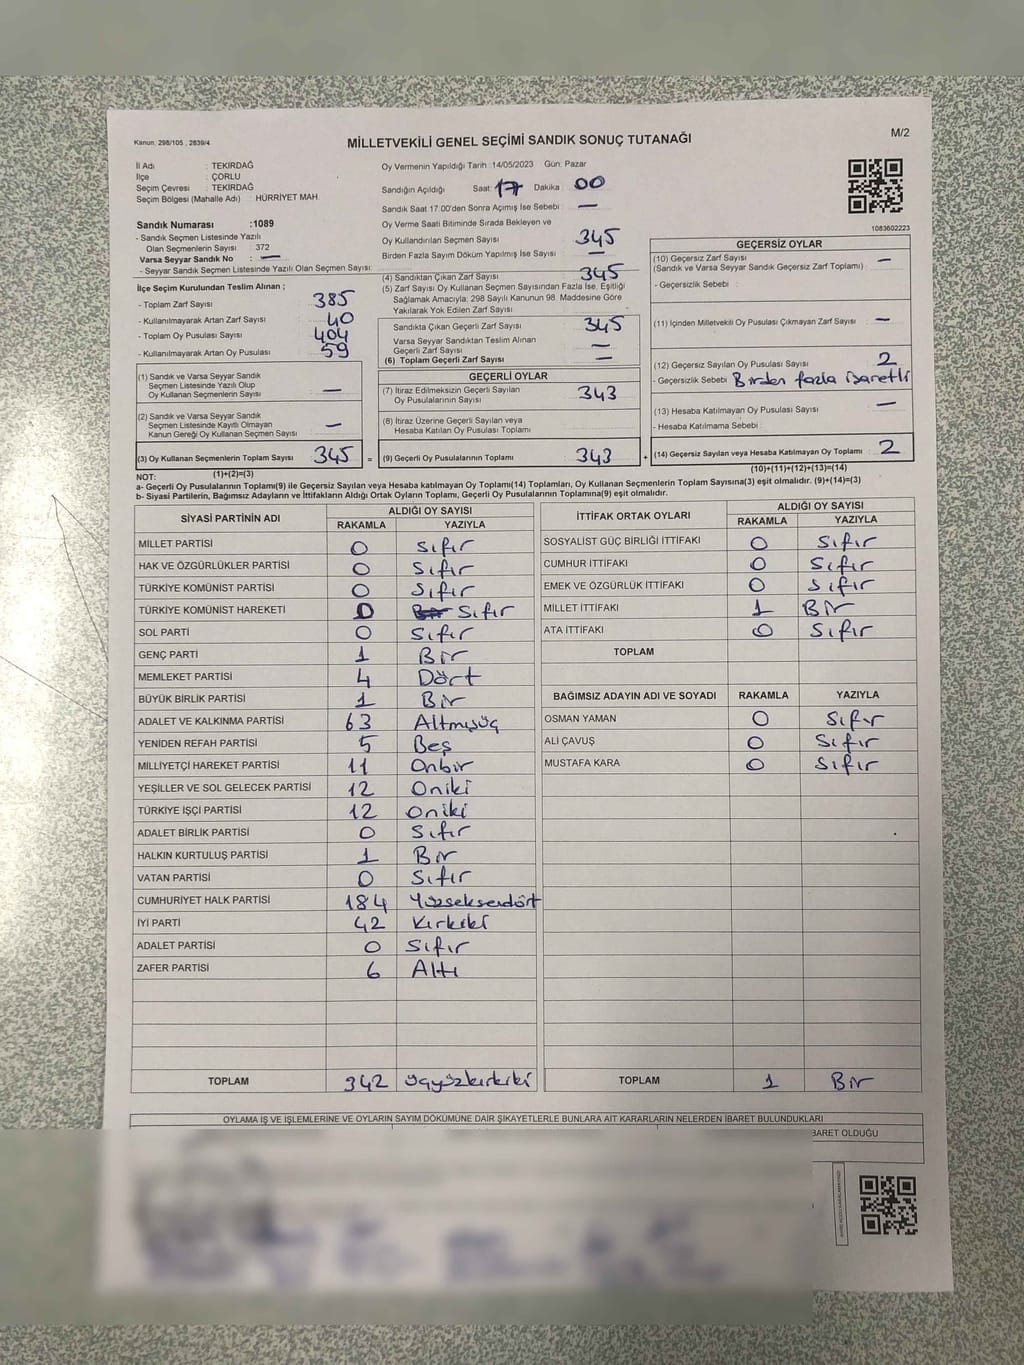 Kanun: 298/105 , 2839/4
MİLLETVEKİLİ GENEL SEÇİMİ SANDIK SONUÇ TUTANAĞI
M/2
İl Adı : TEKİRDAĞ
İlçe : ÇORLU
Seçim Çevresi : TEKİRDAĞ
Seçim Bölgesi (Mahalle Adı) : HÜRRİYET MAH.
Sandık Numarası :1089
- Sandık Seçmen Listesinde Yazılı
Olan Seçmenlerin Sayısı : 372
Varsa Seyyar Sandık No : —
- Seyyar Sandık Seçmen Listesinde Yazılı Olan Seçmen Sayısı:
İlçe Seçim Kurulundan Teslim Alınan ;
- Toplam Zarf Sayısı : 385
- Kullanılmayarak Artan Zarf Sayısı : 40
- Toplam Oy Pusulası Sayısı : 404
- Kullanılmayarak Artan Oy Pusulası : 59
(1) Sandık ve Varsa Seyyar Sandık
Seçmen Listesinde Yazılı Olup
Oy Kullanan Seçmenlerin Sayısı : —
(2) Sandık ve Varsa Seyyar Sandık
Seçmen Listesinde Kayıtlı Olmayan
Kanun Gereği Oy Kullanan Seçmen Sayısı : —
(3) Oy Kullanan Seçmenlerin Toplam Sayısı : 345 =
(1)+(2)=(3)
Oy Vermenin Yapıldığı Tarih :14/05/2023 Gün: Pazar
Sandığın Açıldığı Saat: 17 Dakika : 00
Sandık Saat 17.00'den Sonra Açımış İse Sebebi : —
Oy Verme Saati Bitiminde Sırada Bekleyen ve
Oy Kullandırılan Seçmen Sayısı : 345
Birden Fazla Sayım Döküm Yapılmış İse Sayısı : —
(4) Sandıktan Çıkan Zarf Sayısı : 345
(5) Zarf Sayısı Oy Kullanan Seçmen Sayısından Fazla İse, Eşitliği
Sağlamak Amacıyla; 298 Sayılı Kanunun 98. Maddesine Göre
Yakılarak Yok Edilen Zarf Sayısı :
Sandıkta Çıkan Geçerli Zarf Sayısı : 345
Varsa Seyyar Sandıktan Teslim Alınan
Geçerli Zarf Sayısı : —
(6) Toplam Geçerli Zarf Sayısı : —
GEÇERLİ OYLAR
(7) İtiraz Edilmeksizin Geçerli Sayılan
Oy Pusulalarının Sayısı : 343
(8) İtiraz Üzerine Geçerli Sayılan veya
Hesaba Katılan Oy Pusulası Toplamı :
(9) Geçerli Oy Pusulalarının Toplamı : 343 +
1083602223
GEÇERSİZ OYLAR
(10) Geçersiz Zarf Sayısı : —
(Sandık ve Varsa Seyyar Sandık Geçersiz Zarf Toplamı)
- Geçersizlik Sebebi :
(11) İçinden Milletvekili Oy Pusulası Çıkmayan Zarf Sayısı : —
(12) Geçersiz Sayılan Oy Pusulası Sayısı : 2
- Geçersizlik Sebebi : Birden fazla işaretli
(13) Hesaba Katılmayan Oy Pusulası Sayısı : —
- Hesaba Katılmama Sebebi :
(14) Geçersiz Sayılan veya Hesaba Katılmayan Oy Toplamı : 2
(10)+(11)+(12)+(13)=(14)
NOT:
a- Geçerli Oy Pusulalarının Toplamı(9) ile Geçersiz Sayılan veya Hesaba katılmayan Oy Toplamı(14) Toplamları, Oy Kullanan Seçmenlerin Toplam Sayısına(3) eşit olmalıdır. (9)+(14)=(3)
b- Siyasi Partilerin, Bağımsız Adayların ve İttifakların Aldığı Ortak Oyların Toplamı, Geçerli Oy Pusulalarının Toplamına(9) eşit olmalıdır.
SİYASİ PARTİNİN ADI ALDIĞI OY SAYISI
RAKAMLA YAZIYLA
MİLLET PARTİSİ 0 Sıfır
HAK VE ÖZGÜRLÜKLER PARTİSİ 0 Sıfır
TÜRKİYE KOMÜNİST PARTİSİ 0 Sıfır
TÜRKİYE KOMÜNİST HAREKETİ 0 Sıfır
SOL PARTİ 0 Sıfır
GENÇ PARTİ 1 Bir
MEMLEKET PARTİSİ 4 Dört
BÜYÜK BİRLİK PARTİSİ 1 Bir
ADALET VE KALKINMA PARTİSİ 63 Altmışüç
YENİDEN REFAH PARTİSİ 5 Beş
MİLLİYETÇİ HAREKET PARTİSİ 11 Onbir
YEŞİLLER VE SOL GELECEK PARTİSİ 12 Oniki
TÜRKİYE İŞÇİ PARTİSİ 12 Oniki
ADALET BİRLİK PARTİSİ 0 Sıfır
HALKIN KURTULUŞ PARTİSİ 1 Bir
VATAN PARTİSİ 0 Sıfır
CUMHURİYET HALK PARTİSİ 184 Yüzseksendört
İYİ PARTİ 42 Kırkiki
ADALET PARTİSİ 0 Sıfır
ZAFER PARTİSİ 6 Altı
TOPLAM 342 üçyüzkırkiki
İTTİFAK ORTAK OYLARI ALDIĞI OY SAYISI
RAKAMLA YAZIYLA
SOSYALİST GÜÇ BİRLİĞİ İTTİFAKI 0 Sıfır
CUMHUR İTTİFAKI 0 Sıfır
EMEK VE ÖZGÜRLÜK İTTİFAKI 0 Sıfır
MİLLET İTTİFAKI 1 Bir
ATA İTTİFAKI 0 Sıfır
TOPLAM
BAĞIMSIZ ADAYIN ADI VE SOYADI RAKAMLA YAZIYLA
OSMAN YAMAN 0 Sıfır
ALİ ÇAVUŞ 0 Sıfır
MUSTAFA KARA 0 Sıfır
TOPLAM 1 Bir
OYLAMA İŞ VE İŞLEMLERİNE VE OYLARIN SAYIM DÖKÜMÜNE DAİR ŞİKAYETLERLE BUNLARA AİT KARARLARIN NELERDEN İBARET BULUNDUKLARI
BARET OLDUĞU